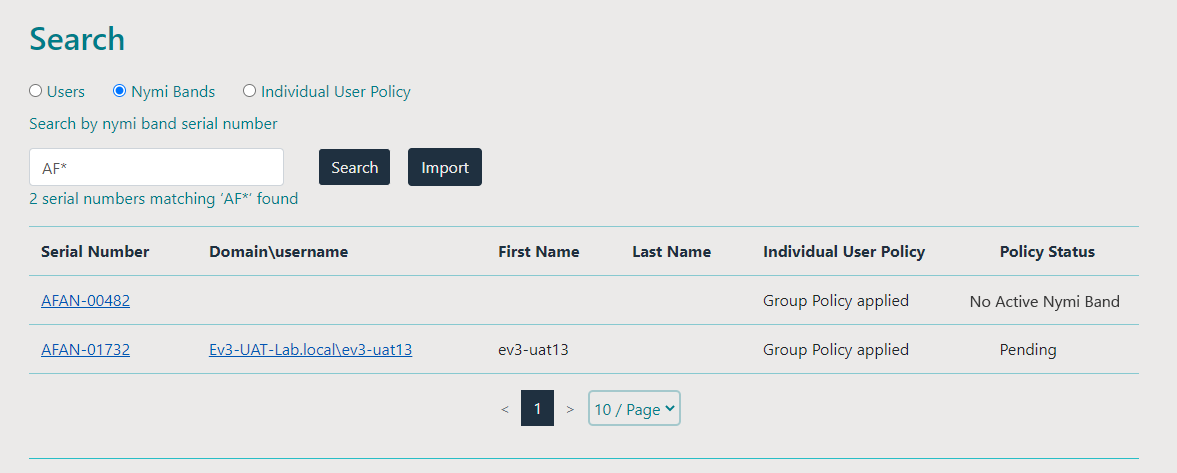 Search
Users Nymi Bands Individual User Policy
Search by nymi band serial number
AF* Search Import
2 serial numbers matching ‘AF*’ found
Serial Number Domain\username First Name Last Name Individual User Policy Policy Status
AFAN-00482 Group Policy applied No Active Nymi Band
AFAN-01732 Ev3-UAT-Lab.local\ev3-uat13 ev3-uat13 Group Policy applied Pending
< 1 > 10 / Page